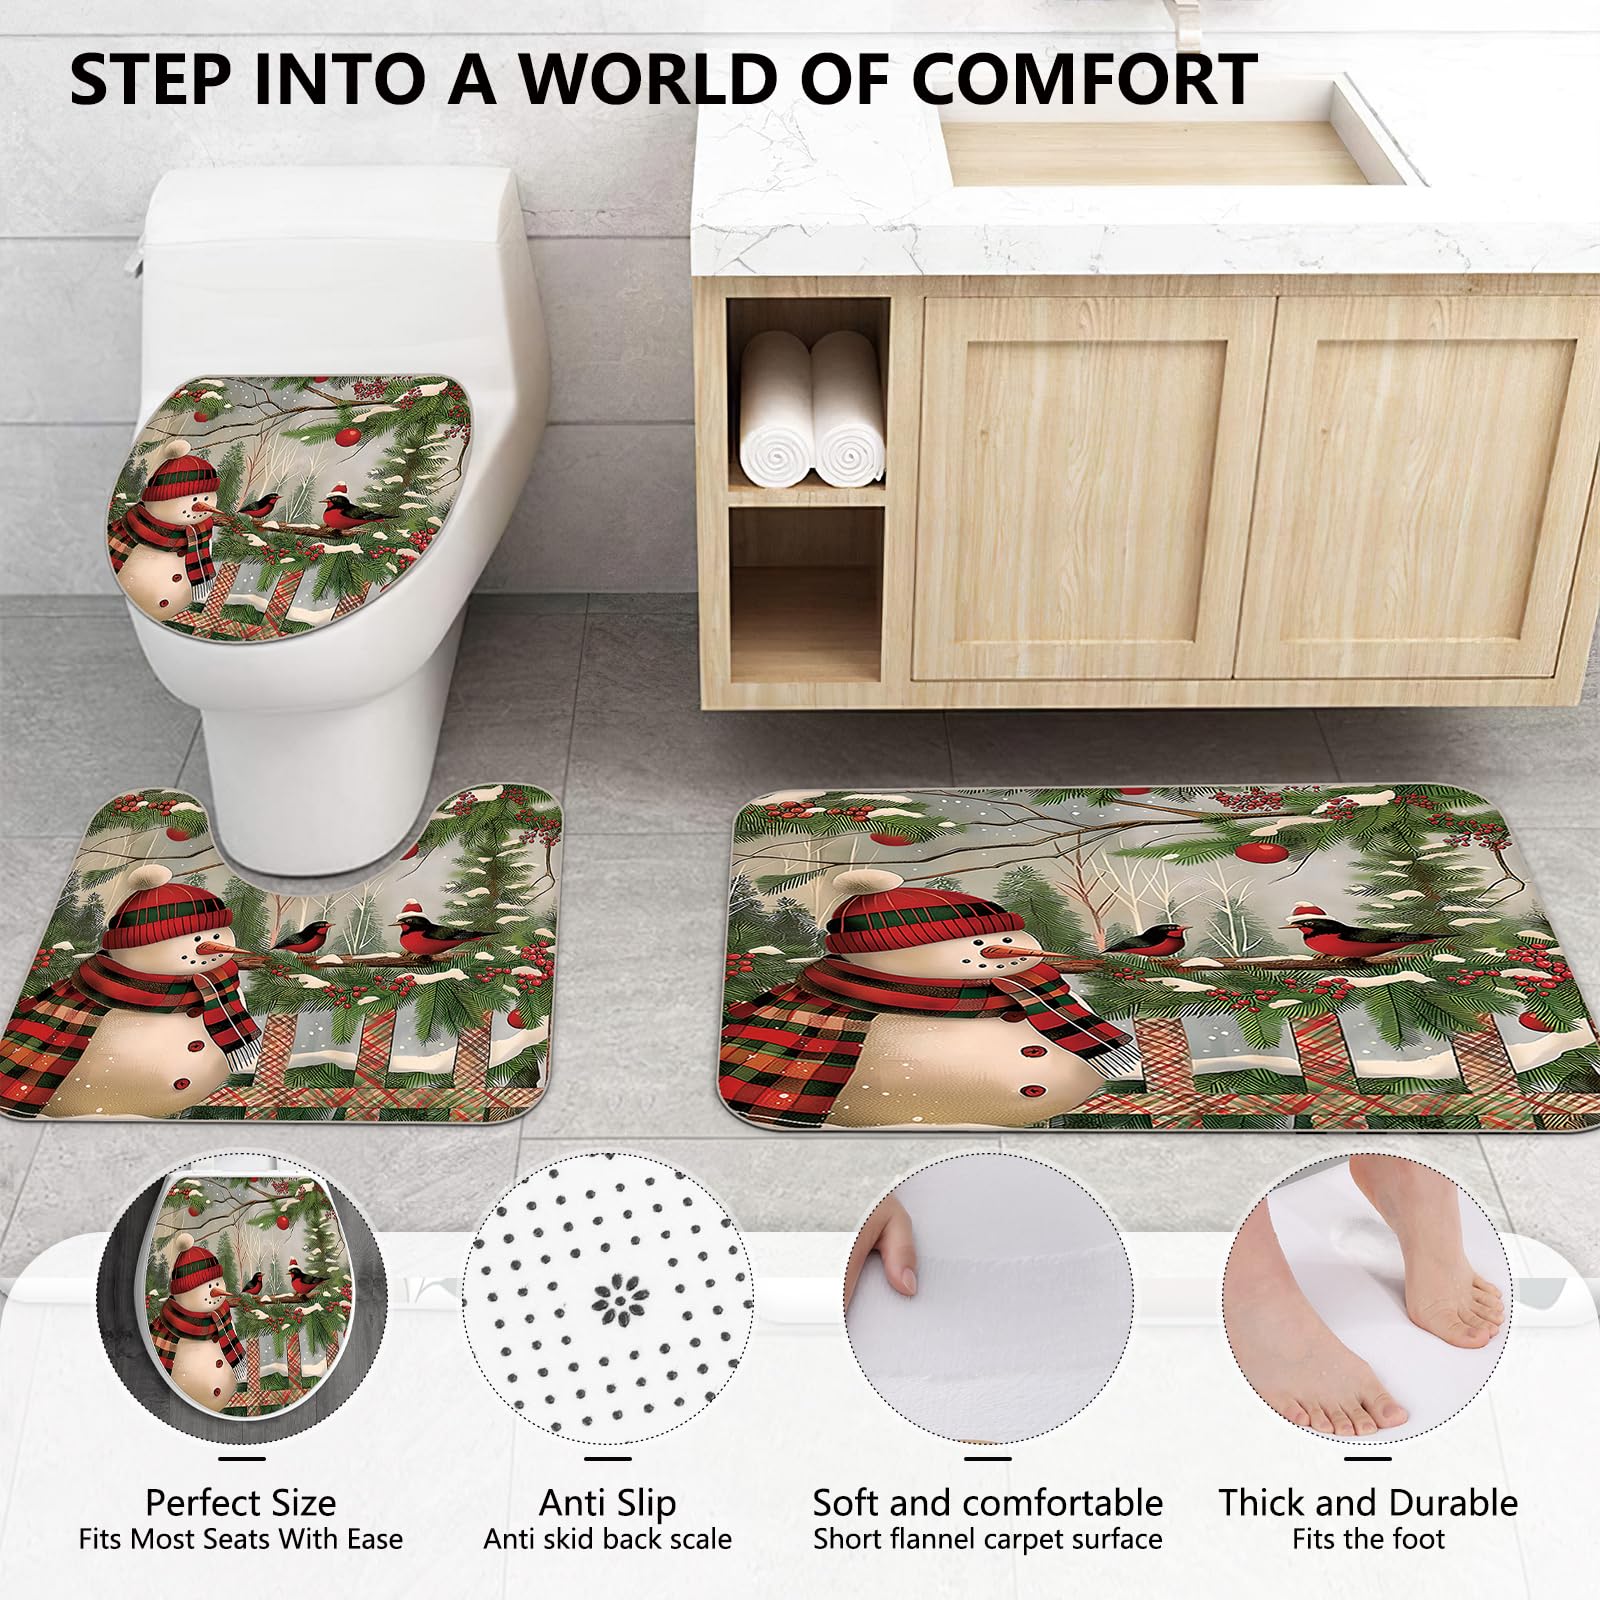 STEP INTO A WORLD OF COMFORT
Perfect Size
Fits Most Seats With Ease
Anti Slip
Anti skid back scale
Soft and comfortable
Short flannel carpet surface
Thick and Durable
Fits the foot